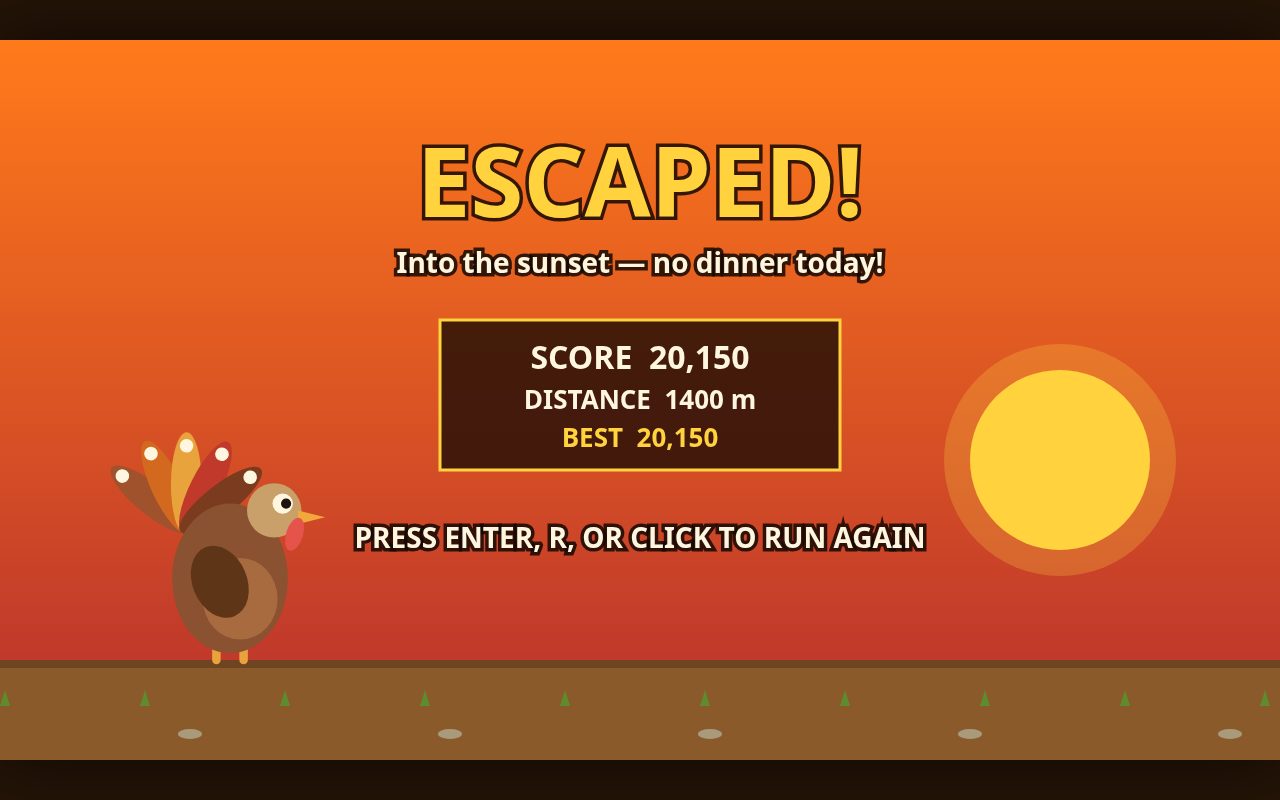 ESCAPED!
Into the sunset — no dinner today!
SCORE 20,150
DISTANCE 1400 m
BEST 20,150
PRESS ENTER, R, OR CLICK TO RUN AGAIN